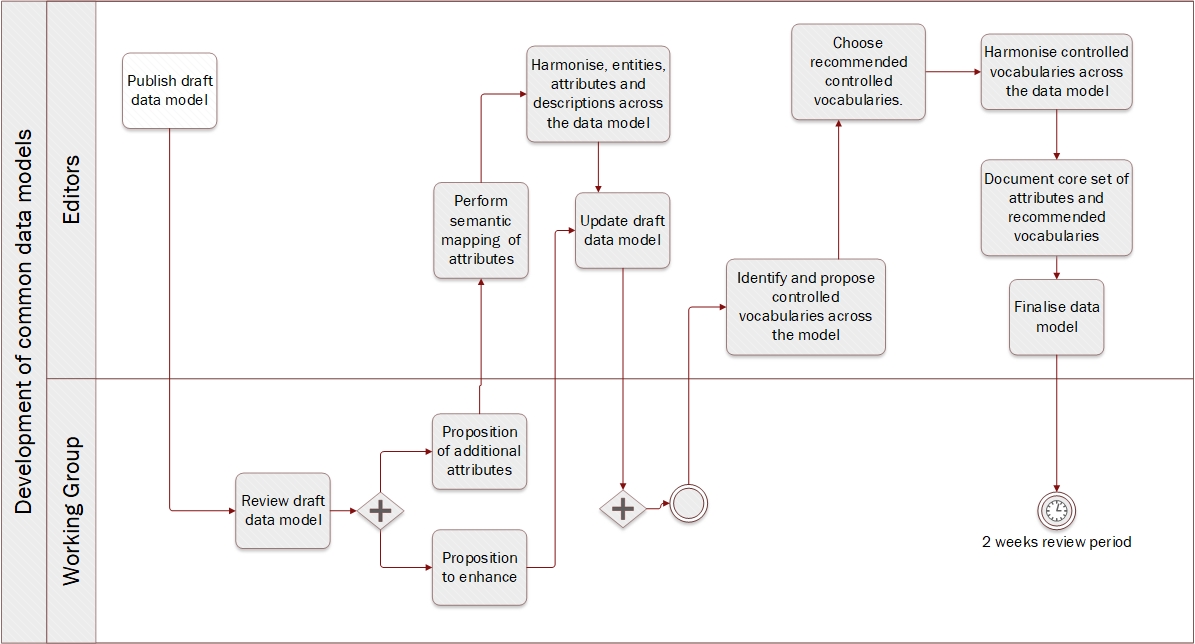 Development of common data models
Editors
Working Group
Publish draft
data model
Review draft
data model
Proposition
of additional
attributes
Proposition
to enhance
Perform
semantic
mapping of
attributes
Harmonise, entities,
attributes and
descriptions across
the data model
Update draft
data model
Identify and propose
controlled
vocabularies across
the model
Choose
recommended
controlled
vocabularies.
Harmonise controlled
vocabularies across
the data model
Document core set of
attributes and
recommended
vocabularies
Finalise data
model
2 weeks review period